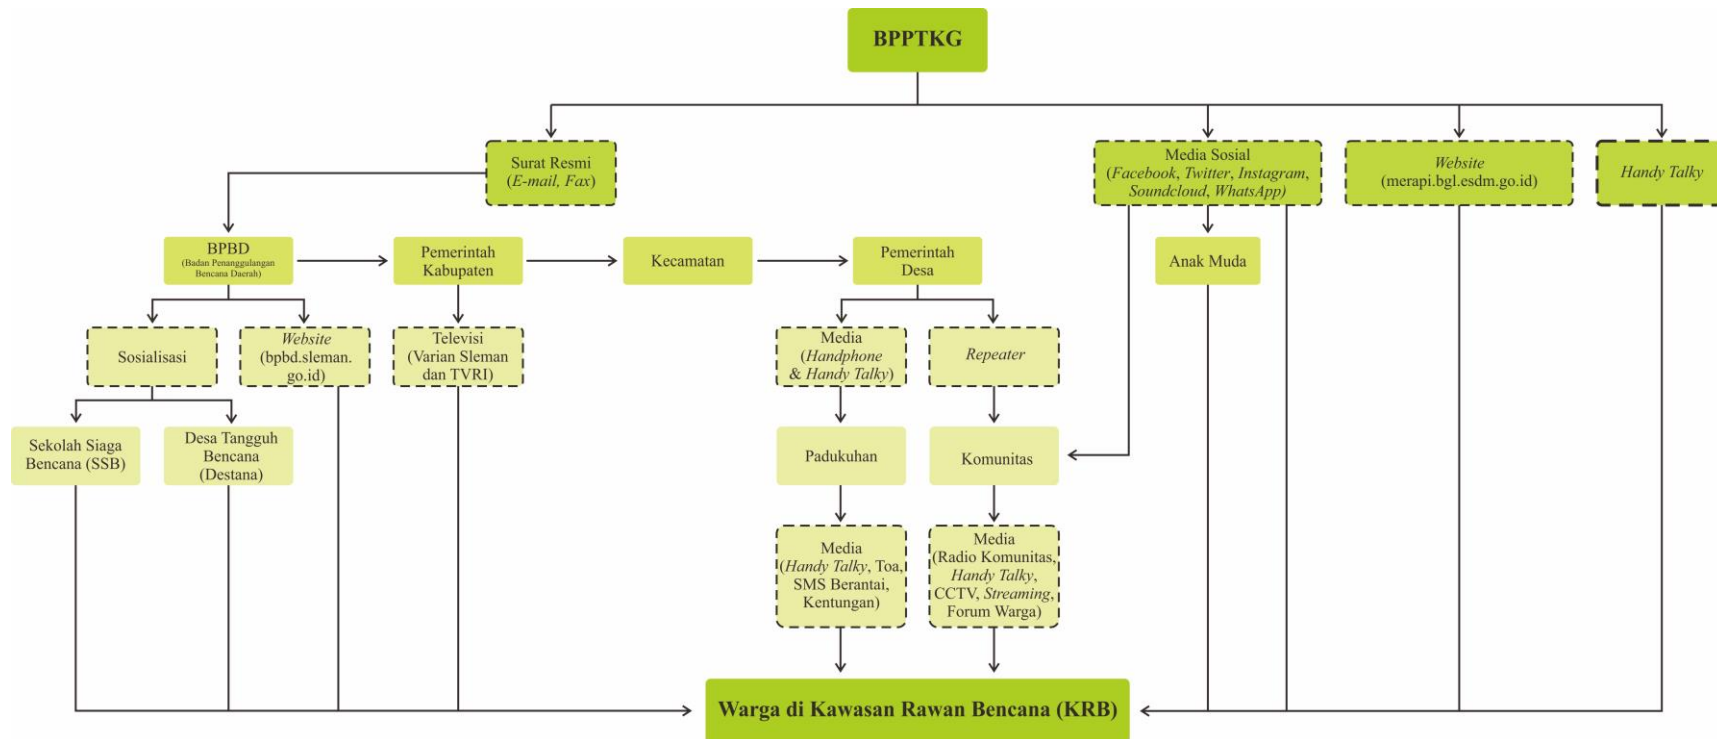 BPPTKG
Surat Resmi
(E-mail, Fax)
Media Sosial
(Facebook, Twitter, Instagram,
Soundcloud, WhatsApp)
Website
(merapi.bgl.esdm.go.id)
Handy Talky
BPBD
(Badan Penanggulangan
Bencana Daerah)
Pemerintah
Kabupaten
Kecamatan
Pemerintah
Desa
Anak Muda
Sosialisasi
Website
(bpbd.sleman.
go.id)
Televisi
(Varian Sleman
dan TVRI)
Media
(Handphone
& Handy Talky)
Repeater
Sekolah Siaga
Bencana (SSB)
Desa Tangguh
Bencana
(Destana)
Padukuhan
Komunitas
Media
(Handy Talky, Toa,
SMS Berantai,
Kentungan)
Media
(Radio Komunitas,
Handy Talky,
CCTV, Streaming,
Forum Warga)
Warga di Kawasan Rawan Bencana (KRB)